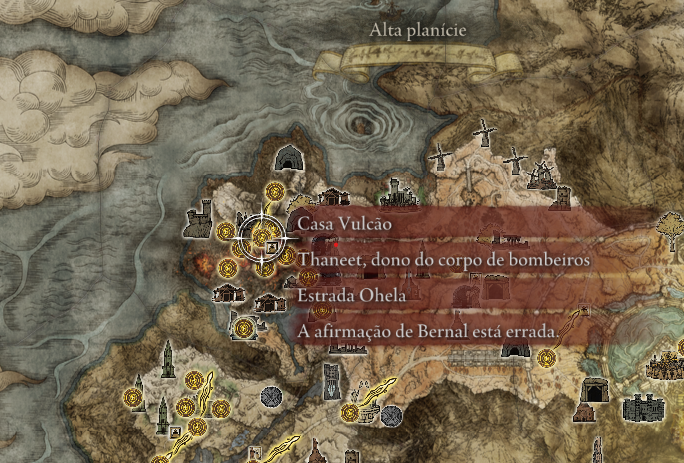 Alta planície
Casa Vulcão
Thaneet, dono do corpo de bombeiros
Estrada Ohela
A afirmação de Bernal está errada.